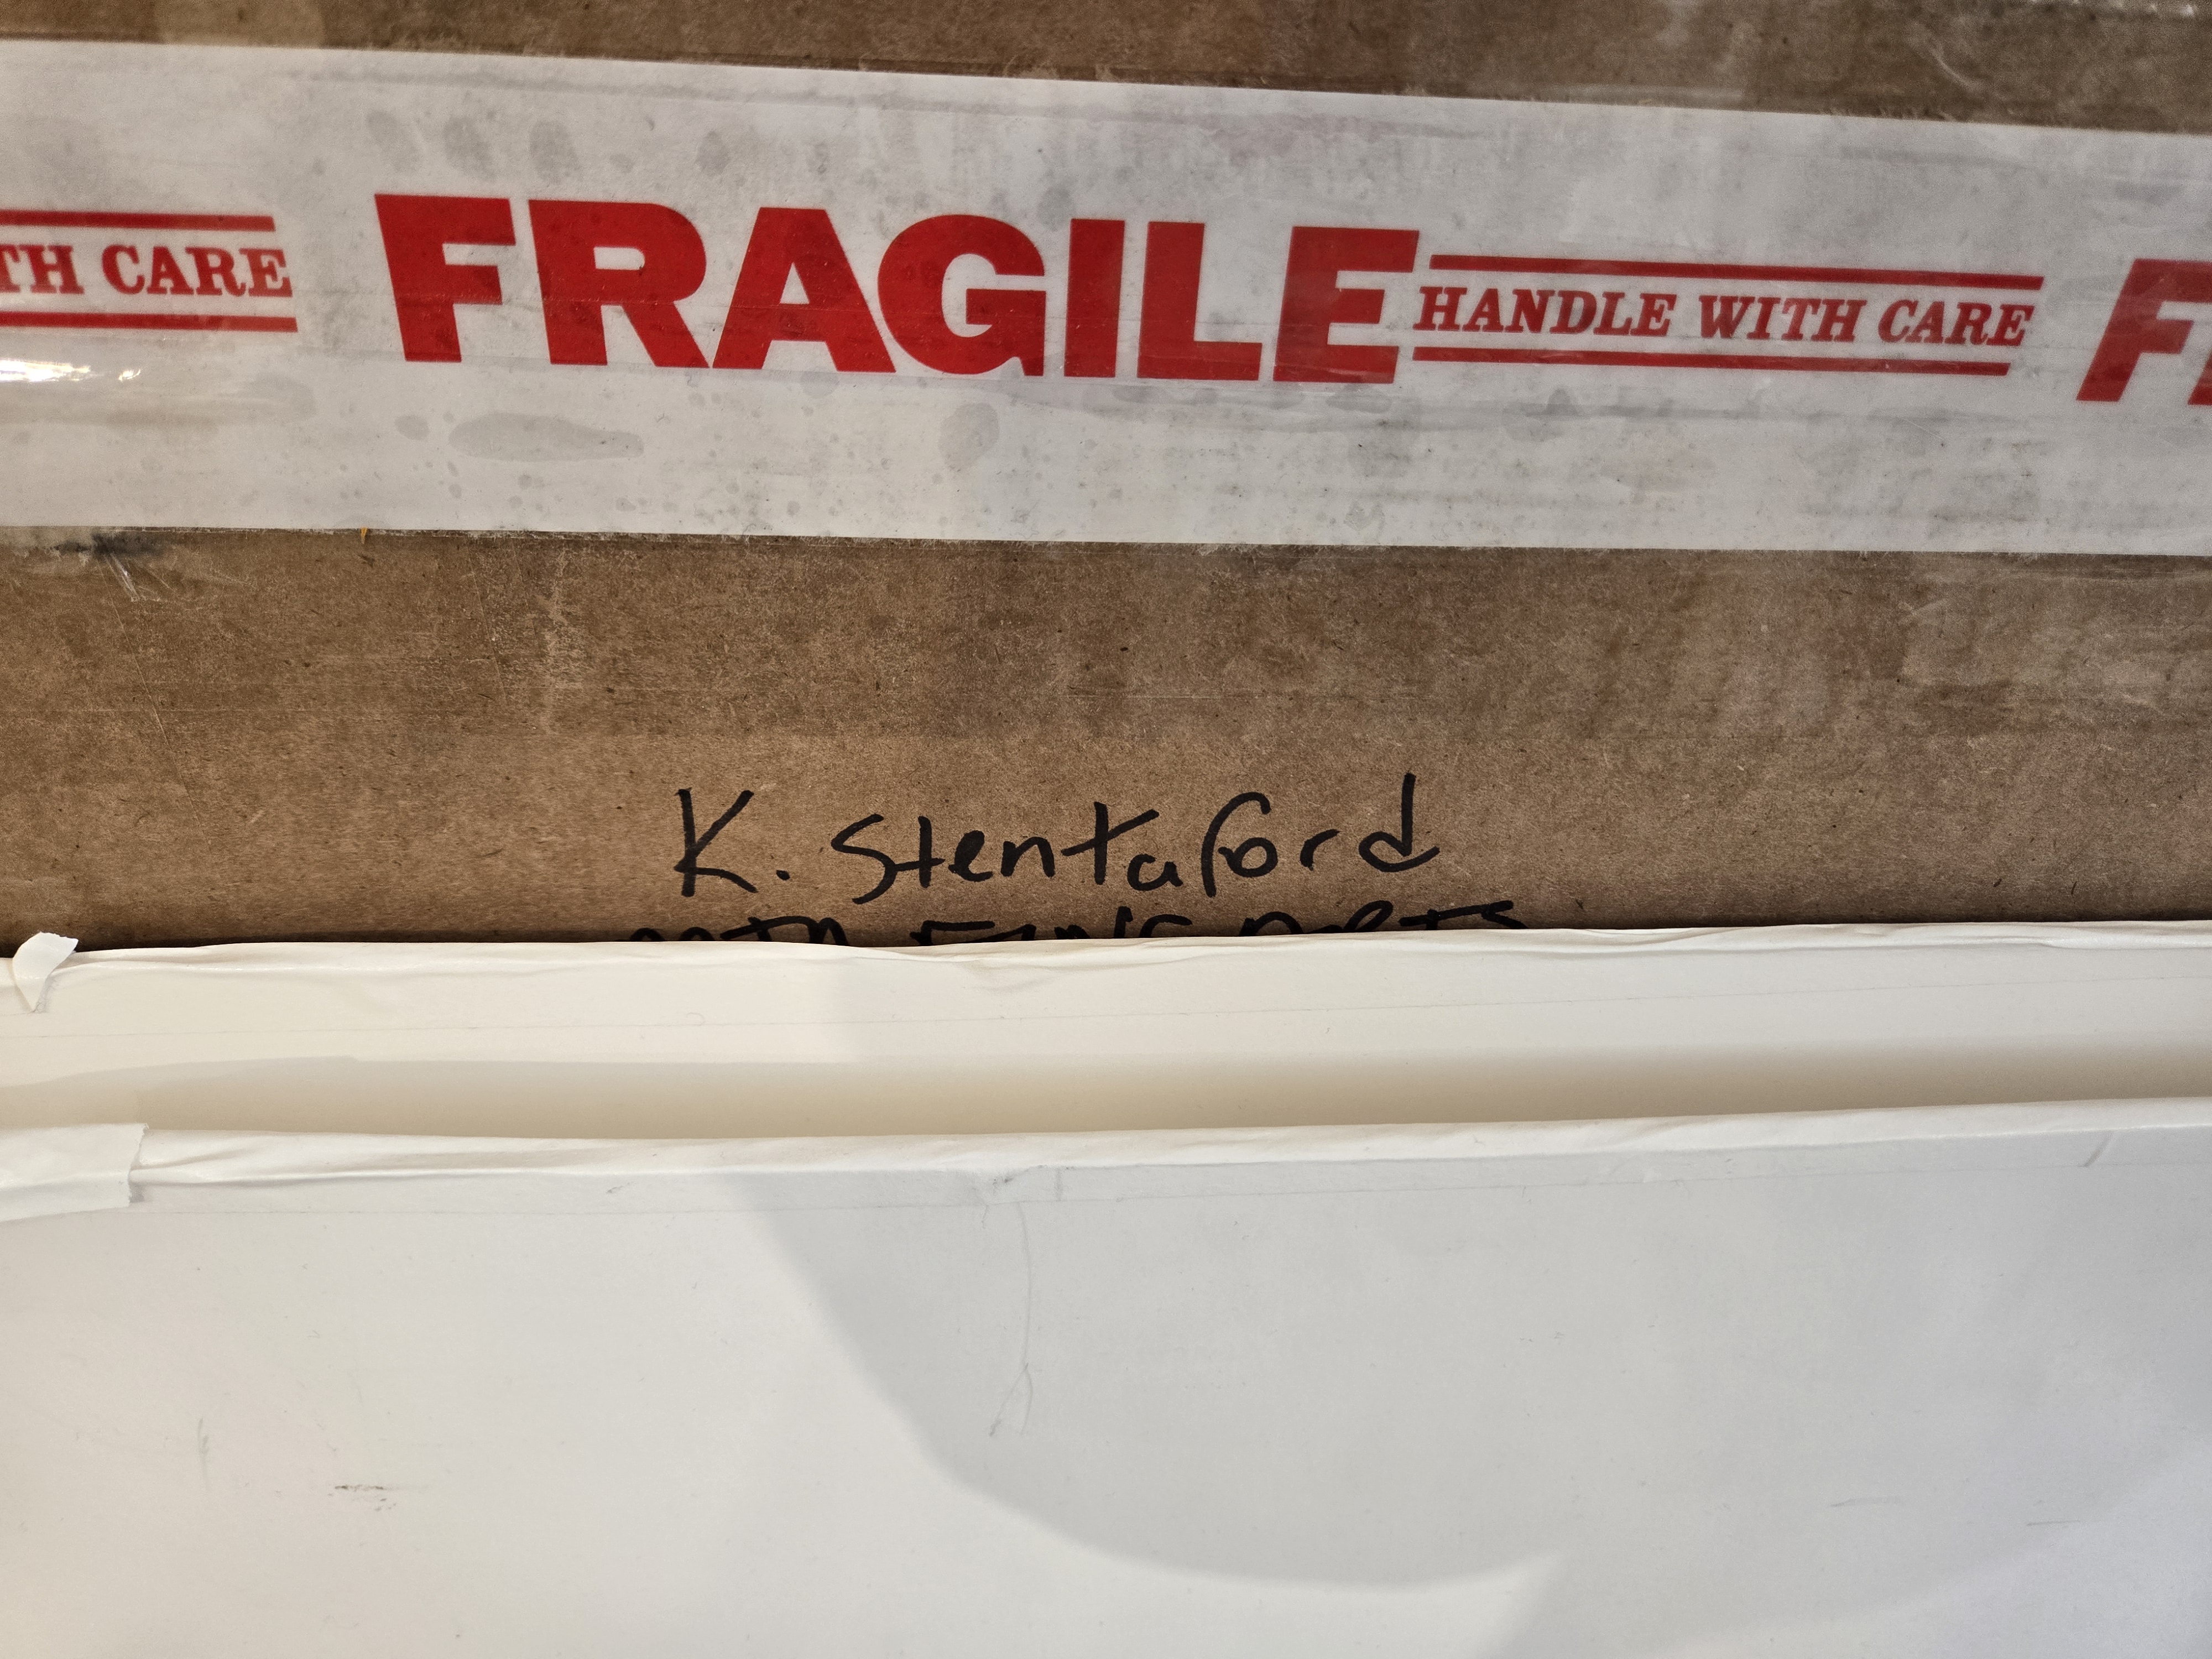 TH CARE FRAGILE HANDLE WITH CARE
K. Stentaford